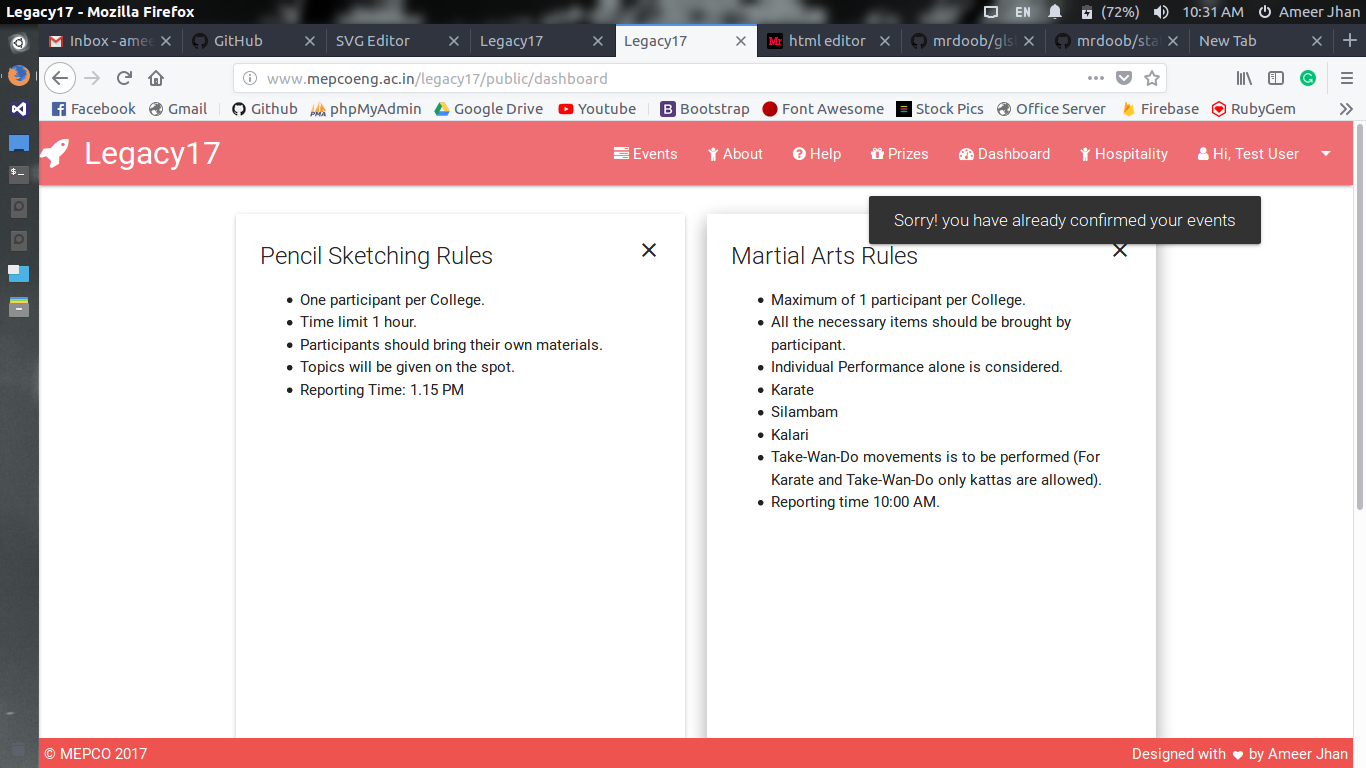 Legacy17 - Mozilla Firefox
EN
(72%)
10:31 AM
Ameer Jhan
Inbox - amee
GitHub
SVG Editor
Legacy17
Legacy17
Mr
html editor
mrdoob/gls
mrdoob/sta
New Tab
www.mepcoeng.ac.in/legacy17/public/dashboard
Facebook
Gmail
Github
PMA
phpMyAdmin
Google Drive
Youtube
B
Bootstrap
Font Awesome
Stock Pics
Office Server
Firebase
RubyGem
Legacy17
Events
About
Help
Prizes
Dashboard
Hospitality
Hi, Test User
Sorry! you have already confirmed your events
Pencil Sketching Rules
One participant per College.
Time limit 1 hour.
Participants should bring their own materials.
Topics will be given on the spot.
Reporting Time: 1.15 PM
Martial Arts Rules
Maximum of 1 participant per College.
All the necessary items should be brought by
participant.
Individual Performance alone is considered.
Karate
Silambam
Kalari
Take-Wan-Do movements is to be performed (For
Karate and Take-Wan-Do only kattas are allowed).
Reporting time 10:00 AM.
© MEPCO 2017
Designed with ♥ by Ameer Jhan